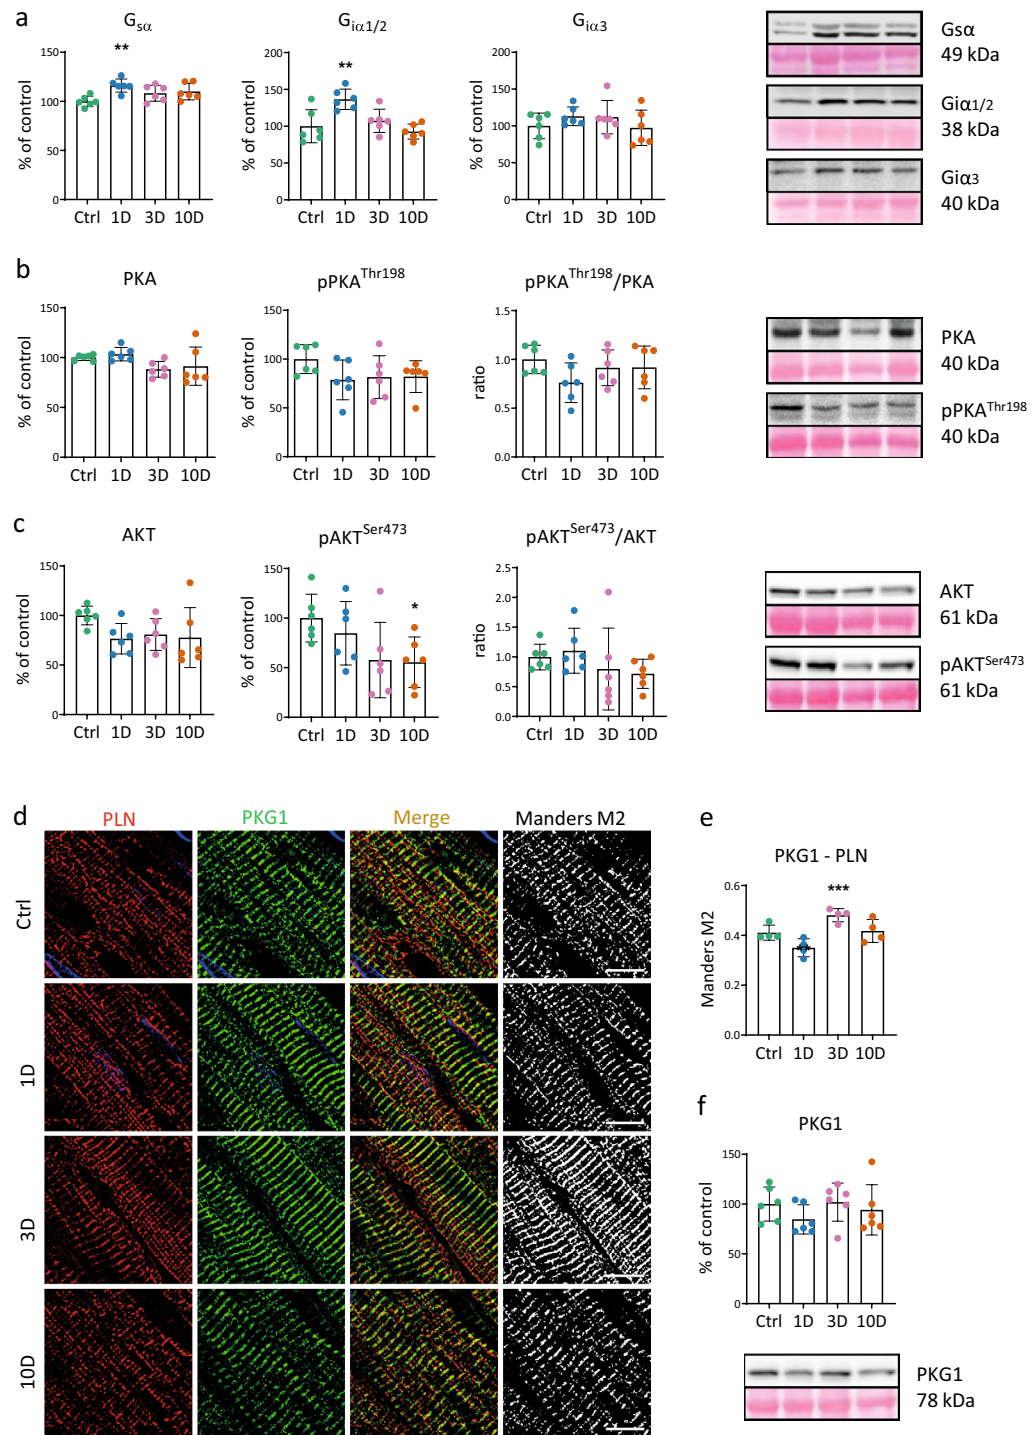 a
Gsα
% of control
150
100
50
0
**
Ctrl 1D 3D 10D
Giα1/2
% of control
200
150
100
50
0
**
Ctrl 1D 3D 10D
Giα3
% of control
200
150
100
50
0
Ctrl 1D 3D 10D
Gsα
49 kDa
Giα1/2
38 kDa
Giα3
40 kDa
b
PKA
% of control
150
100
50
0
Ctrl 1D 3D 10D
pPKAThr198
% of control
150
100
50
0
Ctrl 1D 3D 10D
pPKAThr198/PKA
ratio
1.5
1.0
0.5
0.0
Ctrl 1D 3D 10D
PKA
40 kDa
pPKAThr198
40 kDa
c
AKT
% of control
150
100
50
0
Ctrl 1D 3D 10D
pAKTSer473
% of control
150
100
50
0
*
Ctrl 1D 3D 10D
pAKTSer473/AKT
ratio
2.5
2.0
1.5
1.0
0.5
0.0
Ctrl 1D 3D 10D
AKT
61 kDa
pAKTSer473
61 kDa
d
PLN PKG1 Merge Manders M2
Ctrl
1D
3D
10D
e
PKG1 - PLN
Manders M2
0.6
0.4
0.2
0.0
**
***
Ctrl 1D 3D 10D
f
PKG1
% of control
150
100
50
0
Ctrl 1D 3D 10D
PKG1
78 kDa